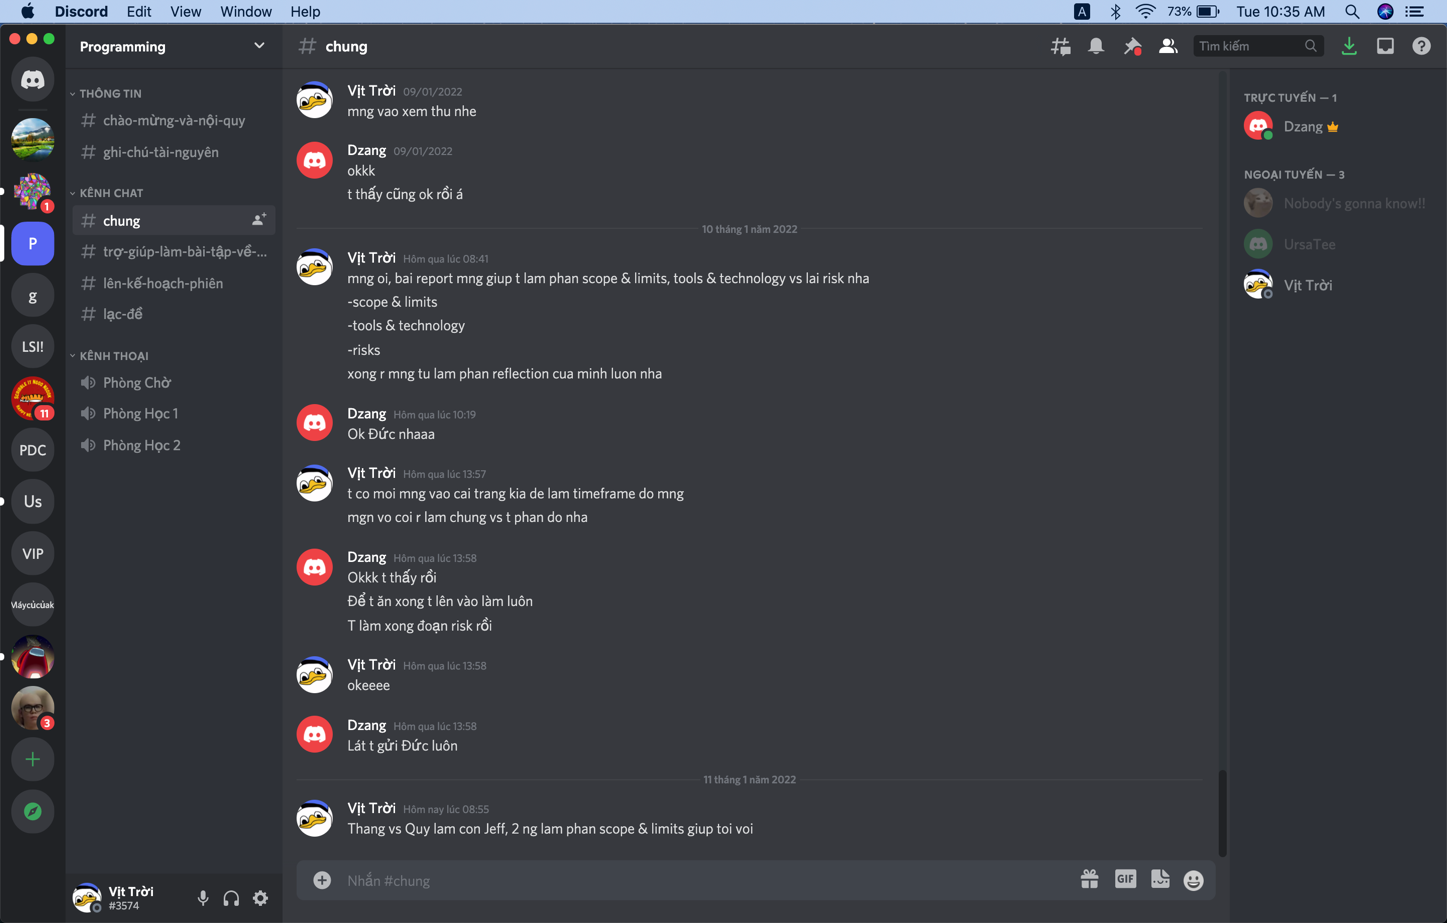 Discord Edit View Window Help
A 73% Tue 10:35 AM
Programming
# chung
Tìm kiếm
THÔNG TIN
# chào-mừng-và-nội-quy
# ghi-chú-tài-nguyên
KÊNH CHAT
# chung
# trợ-giúp-làm-bài-tập-về-...
# lên-kế-hoạch-phiên
# lạc-đề
KÊNH THOẠI
Phòng Chờ
Phòng Học 1
Phòng Học 2
1
P
g
LSI!
11
PDC
Us
VIP
3
Vịt Trời
#3574
Vịt Trời 09/01/2022
mng vao xem thu nhe
Dzang 09/01/2022
okkk
t thấy cũng ok rồi á
10 tháng 1 năm 2022
Vịt Trời Hôm qua lúc 08:41
mng oi, bai report mng giup t lam phan scope & limits, tools & technology vs lai risk nha
-scope & limits
-tools & technology
-risks
xong r mng tu lam phan reflection cua minh luon nha
Dzang Hôm qua lúc 10:19
Ok Đức nhaaa
Vịt Trời Hôm qua lúc 13:57
t co moi mng vao cai trang kia de lam timeframe do mng
mgn vo coi r lam chung vs t phan do nha
Dzang Hôm qua lúc 13:58
Okkk t thấy rồi
Để t ăn xong t lên vào làm luôn
T làm xong đoạn risk rồi
Vịt Trời Hôm qua lúc 13:58
okeeee
Dzang Hôm qua lúc 13:58
Lát t gửi Đức luôn
11 tháng 1 năm 2022
Vịt Trời Hôm nay lúc 08:55
Thang vs Quy lam con Jeff, 2 ng lam phan scope & limits giup toi voi
Nhắn #chung
GIF
TRỰC TUYẾN — 1
Dzang
NGOẠI TUYẾN — 3
Nobody's gonna know!!
UrsaTee
Vịt Trời